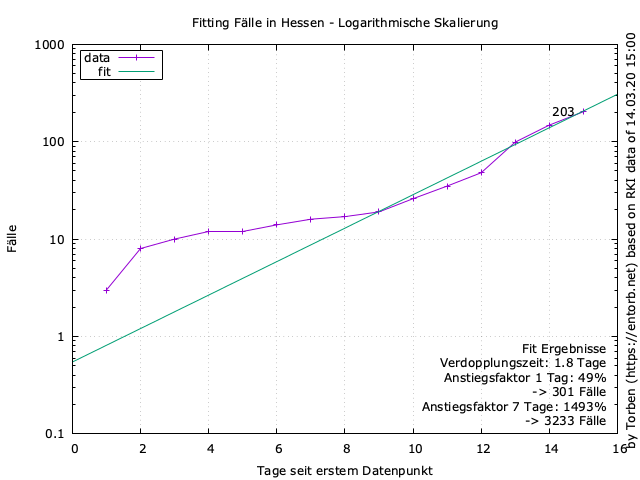 Fitting Fälle in Hessen - Logarithmische Skalierung
1000
100
10
1
0.1
Fälle
data
fit
203
Fit Ergebnisse
Verdopplungszeit: 1.8 Tage
Anstiegsfaktor 1 Tag: 49%
-> 301 Fälle
Anstiegsfaktor 7 Tage: 1493%
-> 3233 Fälle
0 2 4 6 8 10 12 14 16
Tage seit erstem Datenpunkt
by Torben (https://entorb.net) based on RKI data of 14.03.20 15:00